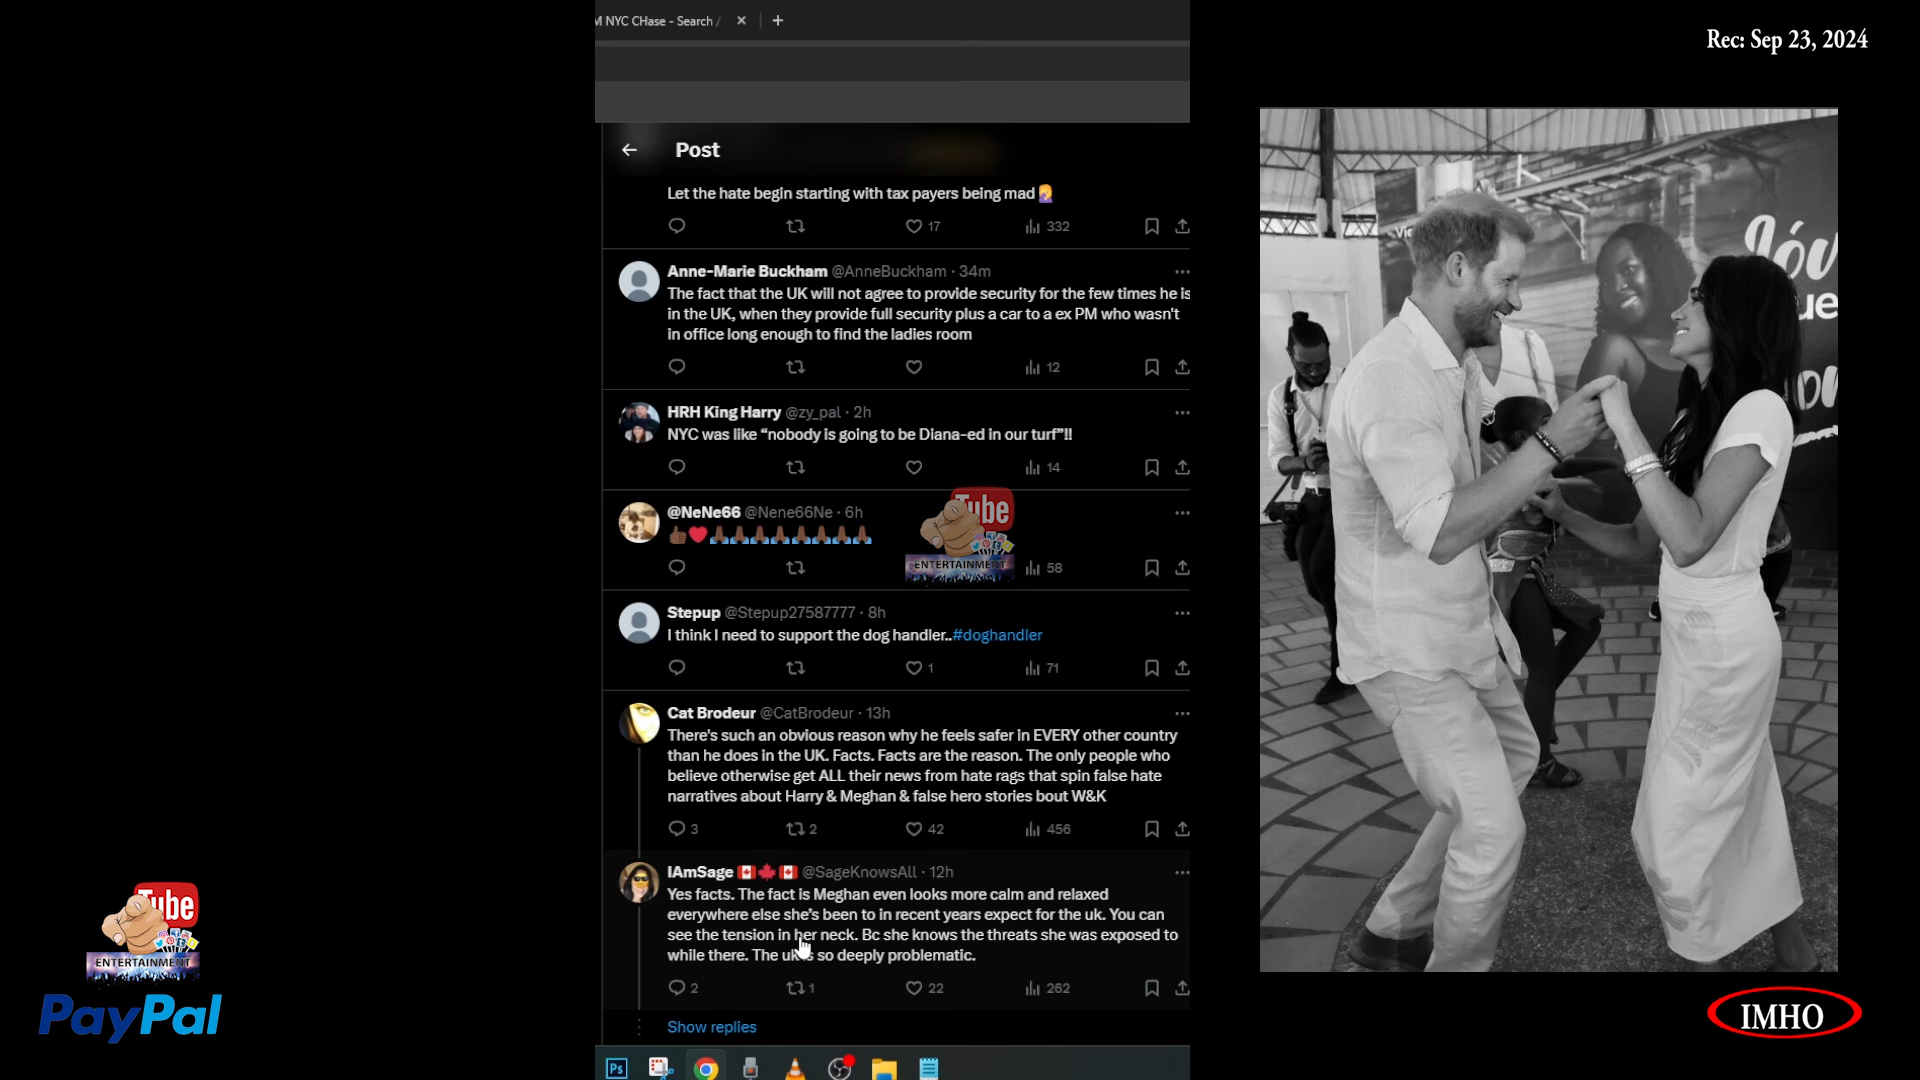 M NYC CHase - Search /
Rec: Sep 23, 2024
Post
Let the hate begin starting with tax payers being mad🤦
17
332
Anne-Marie Buckham @AnneBuckham · 34m
The fact that the UK will not agree to provide security for the few times he is
in the UK, when they provide full security plus a car to a ex PM who wasn't
in office long enough to find the ladies room
12
HRH King Harry @zy_pal · 2h
NYC was like “nobody is going to be Diana-ed in our turf”!!
14
@NeNe66 @Nene66Ne · 6h
👍🏾❤️🙏🏾🙏🏾🙏🏾🙏🏾🙏🏾🙏🏾🙏🏾🙏🏾
58
Tube
ENTERTAINMENT
Stepup @Stepup27587777 · 8h
I think I need to support the dog handler..#doghandler
1
71
Cat Brodeur @CatBrodeur · 13h
There's such an obvious reason why he feels safer in EVERY other country
than he does in the UK. Facts. Facts are the reason. The only people who
believe otherwise get ALL their news from hate rags that spin false hate
narratives about Harry & Meghan & false hero stories bout W&K
3
2
42
456
IAmSage 🇨🇦🍁🇨🇦 @SageKnowsAll · 12h
Yes facts. The fact is Meghan even looks more calm and relaxed
everywhere else she’s been to in recent years expect for the uk. You can
see the tension in her neck. Bc she knows the threats she was exposed to
while there. The uk is so deeply problematic.
2
1
22
262
Show replies
Ps
Tube
ENTERTAINMENT
PayPal
IMHO